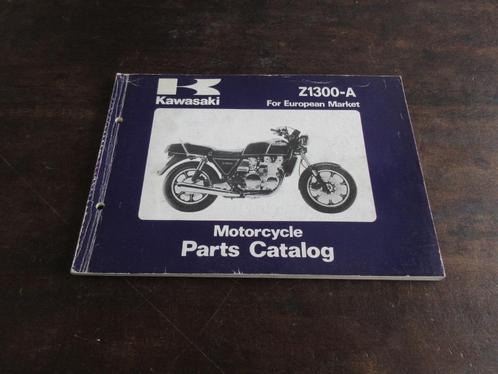 Kawasaki
Z1300-A
For European Market
Motorcycle
Parts Catalog